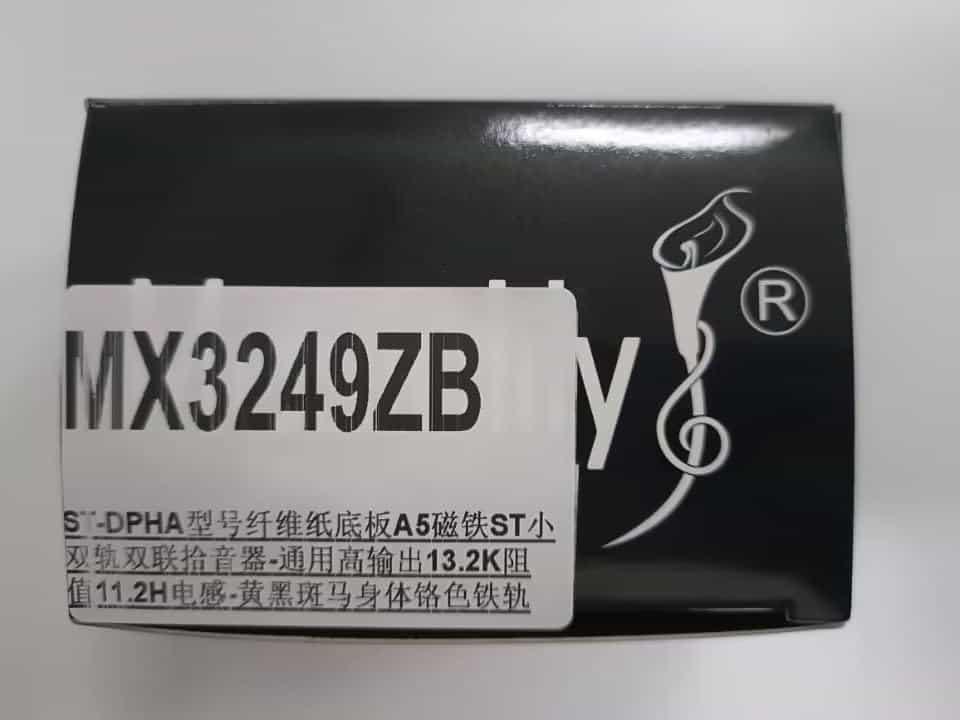 MX3249ZB
®
ST-DPHA型号纤维纸底板A5磁铁ST小
双轨双联拾音器-通用高输出13.2K阻
值11.2H电感-黄黑斑马身体铬色铁轨